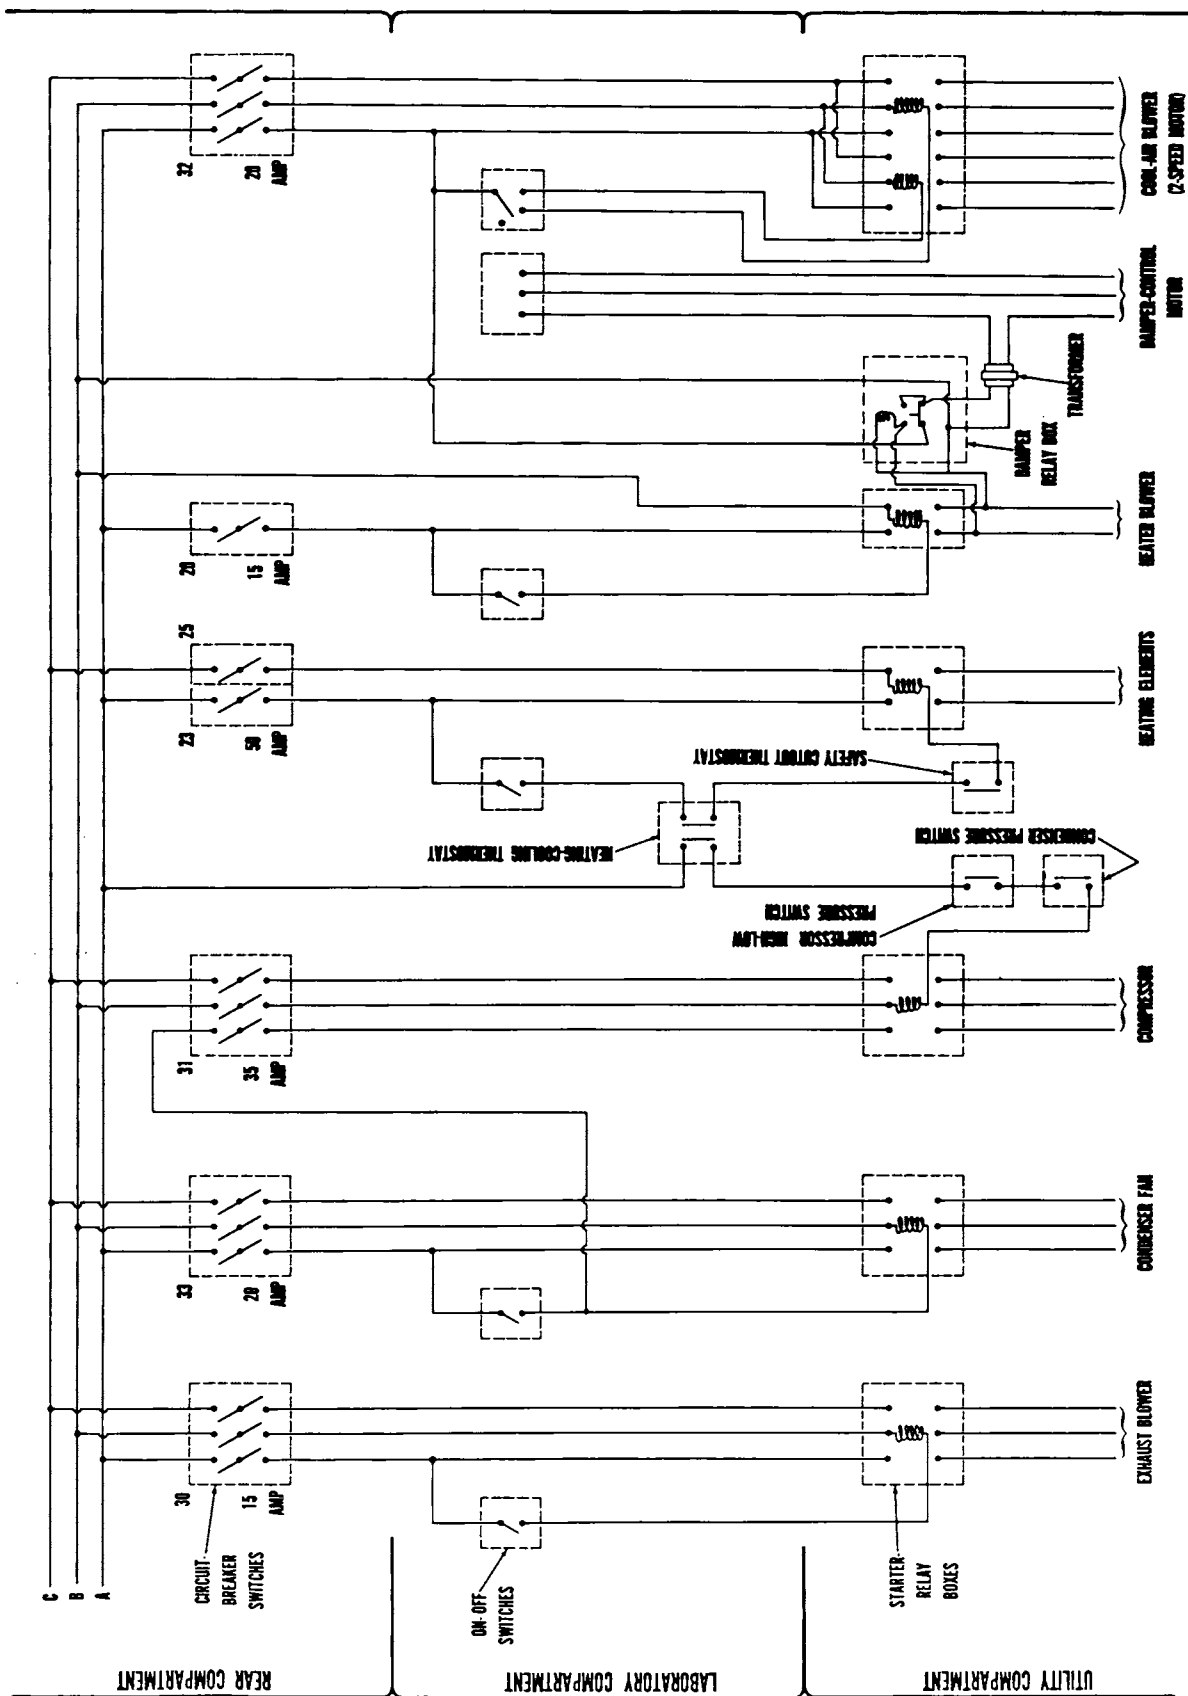 C
B
A
30
15
AMP
CIRCUIT-
BREAKER
SWITCHES
33
20
AMP
31
35
AMP
23
25
50
AMP
20
15
AMP
32
20
AMP
ON-OFF
SWITCHES
HEATING-COOLING THERMOSTAT
SAFETY CUTOUT THERMOSTAT
COMPRESSOR HIGH-LOW
PRESSURE SWITCH
CONDENSER PRESSURE SWITCH
STARTER-
RELAY
BOXES
DAMPER
RELAY BOX
TRANSFORMER
EXHAUST BLOWER
CONDENSER FAN
COMPRESSOR
HEATING ELEMENTS
HEATER BLOWER
DAMPER-CONTROL
MOTOR
COOL-AIR BLOWER
(2-SPEED MOTOR)
REAR COMPARTMENT
LABORATORY COMPARTMENT
UTILITY COMPARTMENT